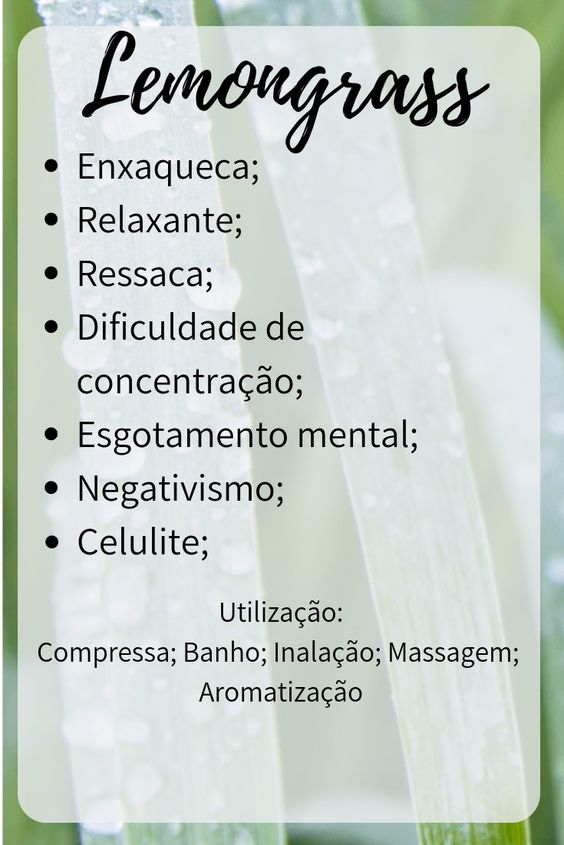 Lemongrass
• Enxaqueca;
• Relaxante;
• Ressaca;
• Dificuldade de
concentração;
• Esgotamento mental;
• Negativismo;
• Celulite;
Utilização:
Compressa; Banho; Inalação; Massagem;
Aromatização